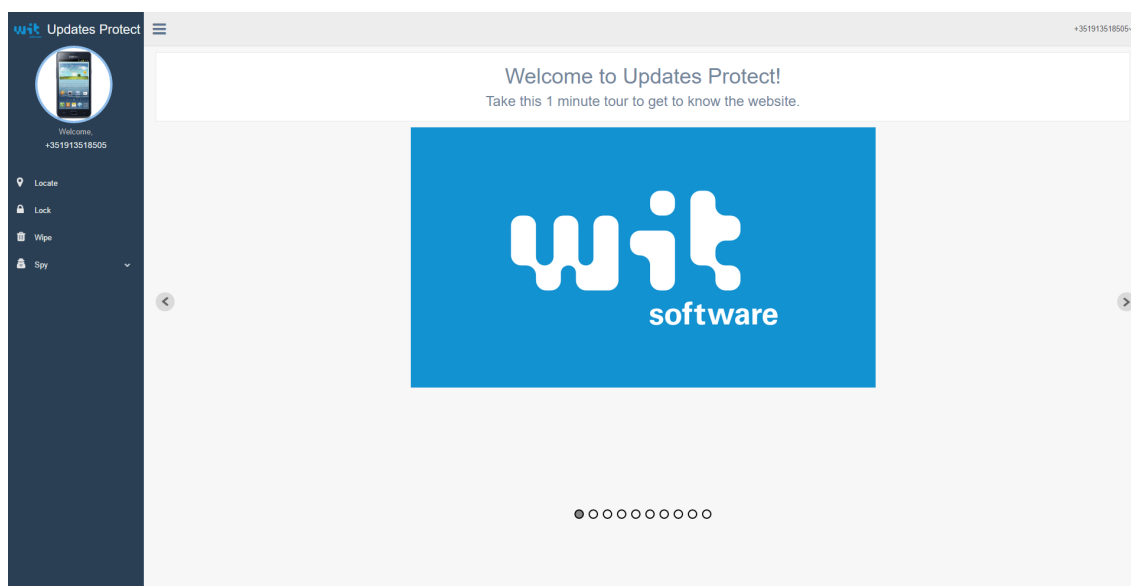 wit Updates Protect
+351913518505
Welcome,
+351913518505
Locate
Lock
Wipe
Spy
Welcome to Updates Protect!
Take this 1 minute tour to get to know the website.
wit
software